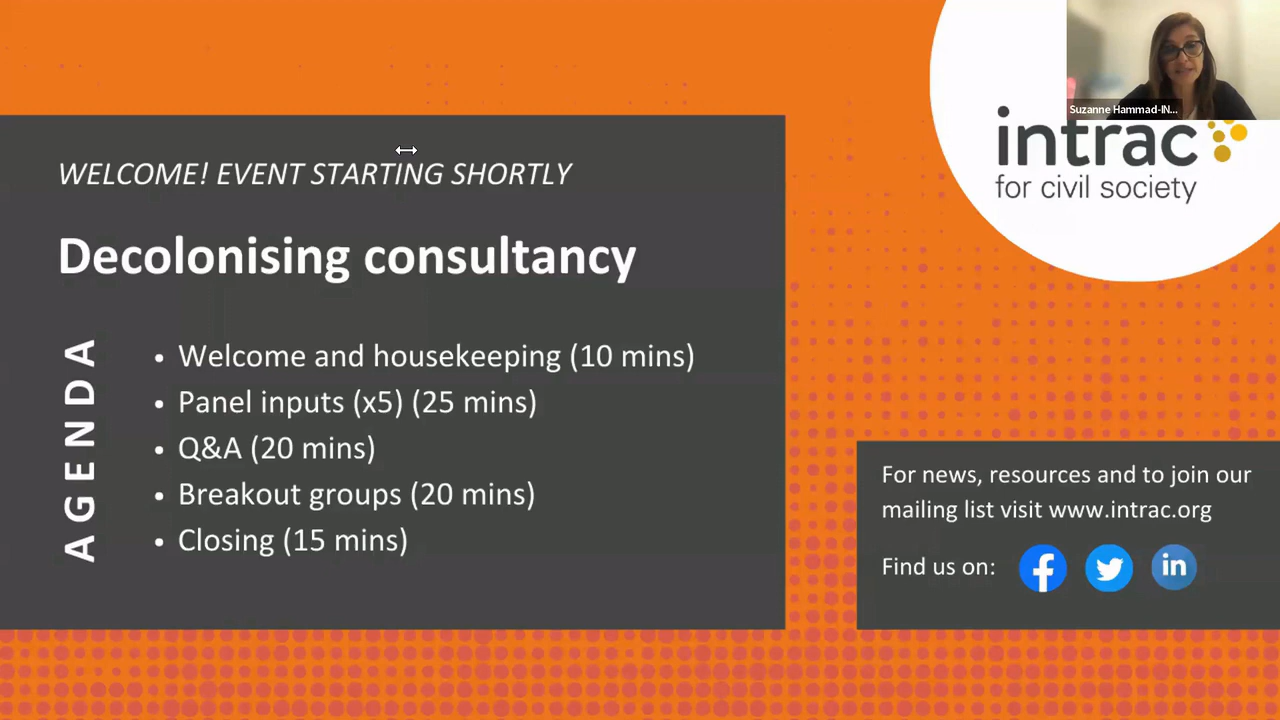 WELCOME! EVENT STARTING SHORTLY
Decolonising consultancy
AGENDA
• Welcome and housekeeping (10 mins)
• Panel inputs (x5) (25 mins)
• Q&A (20 mins)
• Breakout groups (20 mins)
• Closing (15 mins)
Suzanne Hammad-IN...
intrac
for civil society
For news, resources and to join our
mailing list visit www.intrac.org
Find us on:
f
in